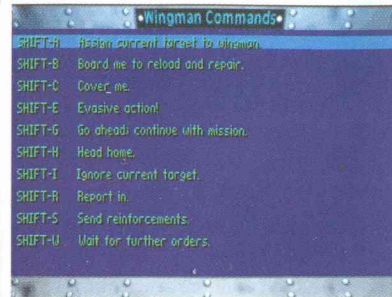 Wingman Commands
SHIFT-A Assign current target to wingman
SHIFT-B Board me to reload and repair.
SHIFT-C Cover me.
SHIFT-E Evasive action!
SHIFT-G Go ahead; continue with mission.
SHIFT-H Head home.
SHIFT-I Ignore current target.
SHIFT-R Report in.
SHIFT-S Send reinforcements.
SHIFT-W Wait for further orders.